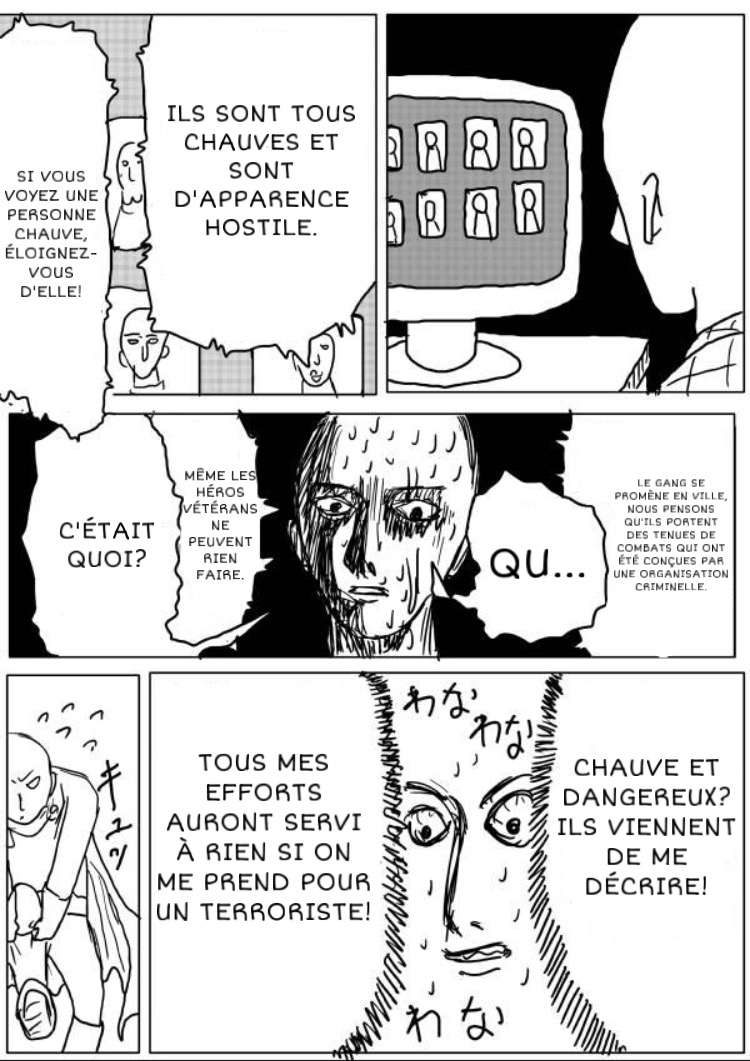 ILS SONT TOUS
CHAUVES ET
SONT
D'APPARENCE
HOSTILE.
SI VOUS
VOYEZ UNE
PERSONNE
CHAUVE,
ÉLOIGNEZ-
VOUS
D'ELLE!
LE GANG SE
PROMÈNE EN VILLE,
NOUS PENSONS
QU'ILS PORTENT
DES TENUES DE
COMBATS QUI ONT
ÉTÉ CONÇUES PAR
UNE ORGANISATION
CRIMINELLE.
QU...
MÊME LES
HÉROS
VÉTÉRANS
NE
PEUVENT
RIEN
FAIRE.
C'ÉTAIT
QUOI?
CHAUVE ET
DANGEREUX?
ILS VIENNENT
DE ME
DÉCRIRE!
わな
わな
わな
TOUS MES
EFFORTS
AURONT SERVI
À RIEN SI ON
ME PREND POUR
UN TERRORISTE!
キュッ